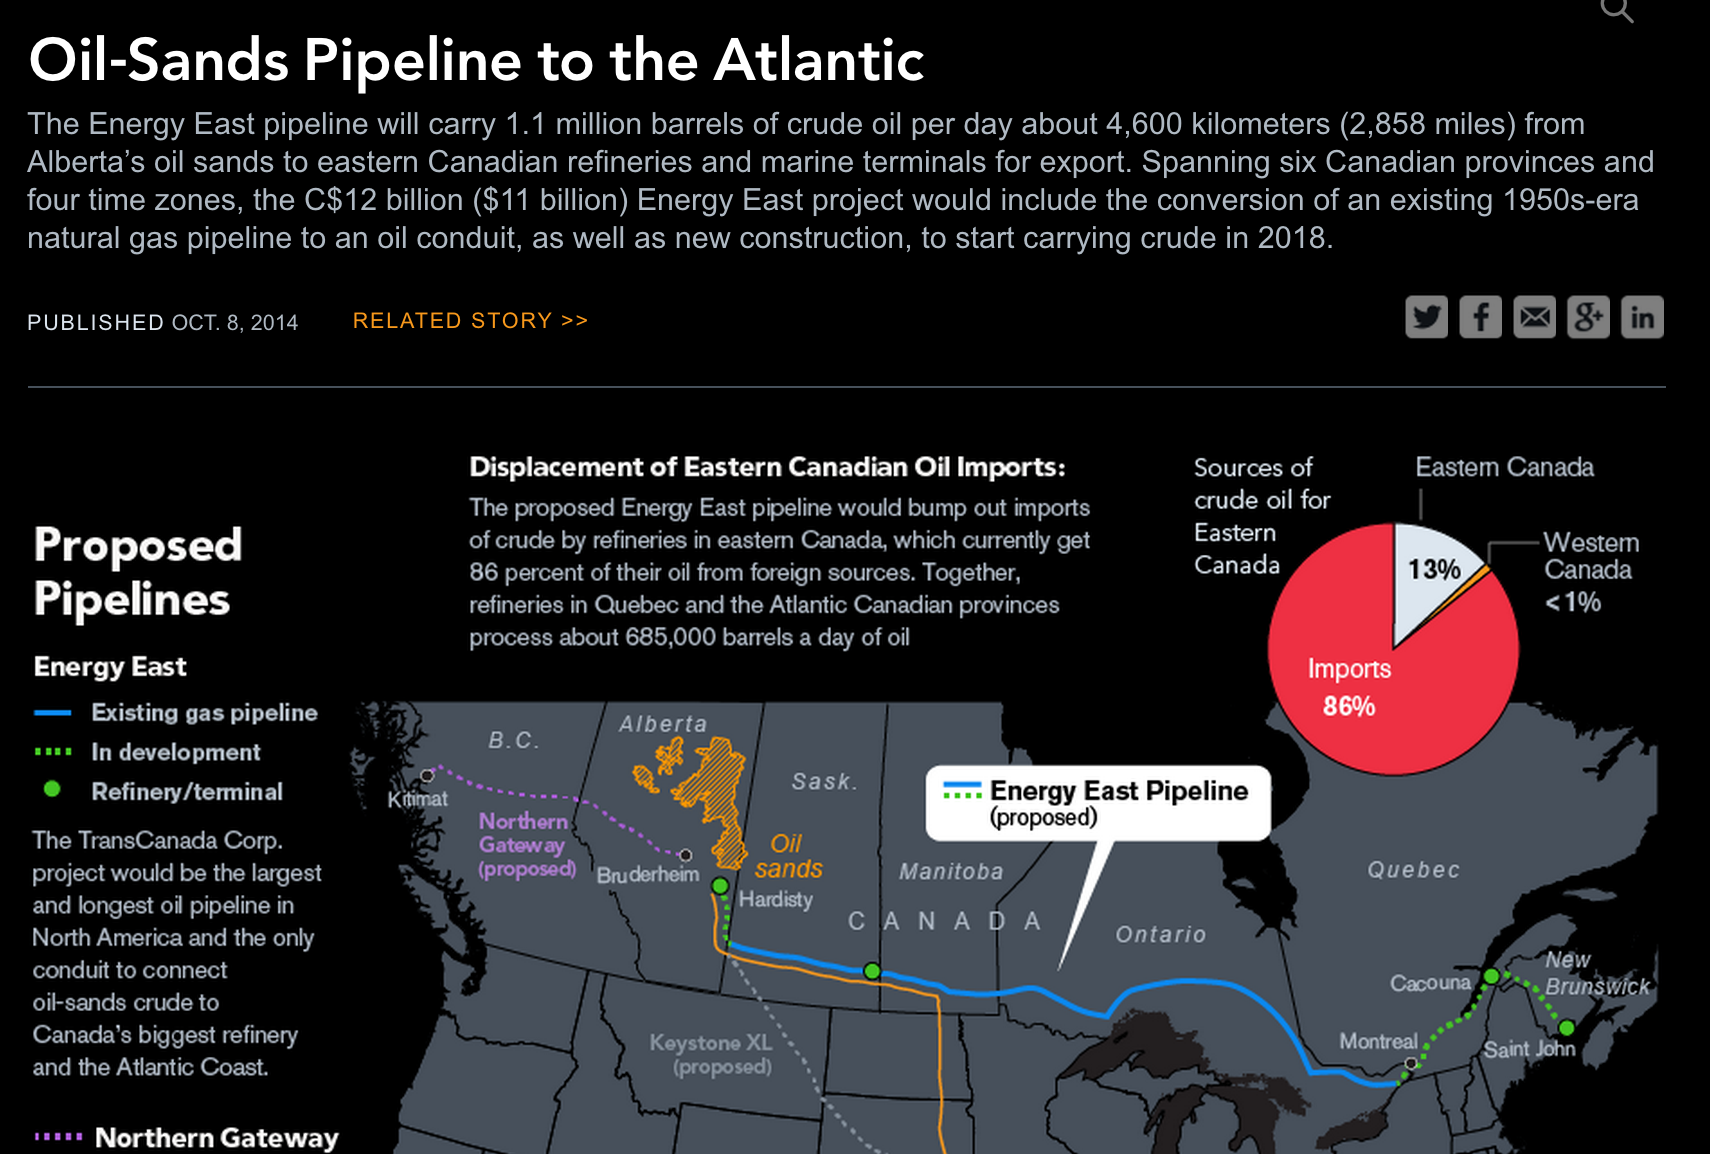 Oil-Sands Pipeline to the Atlantic
The Energy East pipeline will carry 1.1 million barrels of crude oil per day about 4,600 kilometers (2,858 miles) from
Alberta's oil sands to eastern Canadian refineries and marine terminals for export. Spanning six Canadian provinces and
four time zones, the C$12 billion ($11 billion) Energy East project would include the conversion of an existing 1950s-era
natural gas pipeline to an oil conduit, as well as new construction, to start carrying crude in 2018.
PUBLISHED OCT. 8, 2014
RELATED STORY >>
f
g+
in
Proposed
Pipelines
Energy East
Existing gas pipeline
In development
Refinery/terminal
The TransCanada Corp.
project would be the largest
and longest oil pipeline in
North America and the only
conduit to connect
oil-sands crude to
Canada's biggest refinery
and the Atlantic Coast.
Northern Gateway
Displacement of Eastern Canadian Oil Imports:
The proposed Energy East pipeline would bump out imports
of crude by refineries in eastern Canada, which currently get
86 percent of their oil from foreign sources. Together,
refineries in Quebec and the Atlantic Canadian provinces
process about 685,000 barrels a day of oil
Sources of
crude oil for
Eastern
Canada
Eastern Canada
13%
Western
Canada
<1%
Imports
86%
B.C.
Alberta
Sask.
Kitimat
Northern
Gateway
(proposed)
Bruderheim
Oil
sands
Hardisty
Manitoba
CANADA
Energy East Pipeline
(proposed)
Ontario
Quebec
New
Brunswick
Cacouna
Montreal
Saint John
Keystone XL
(proposed)